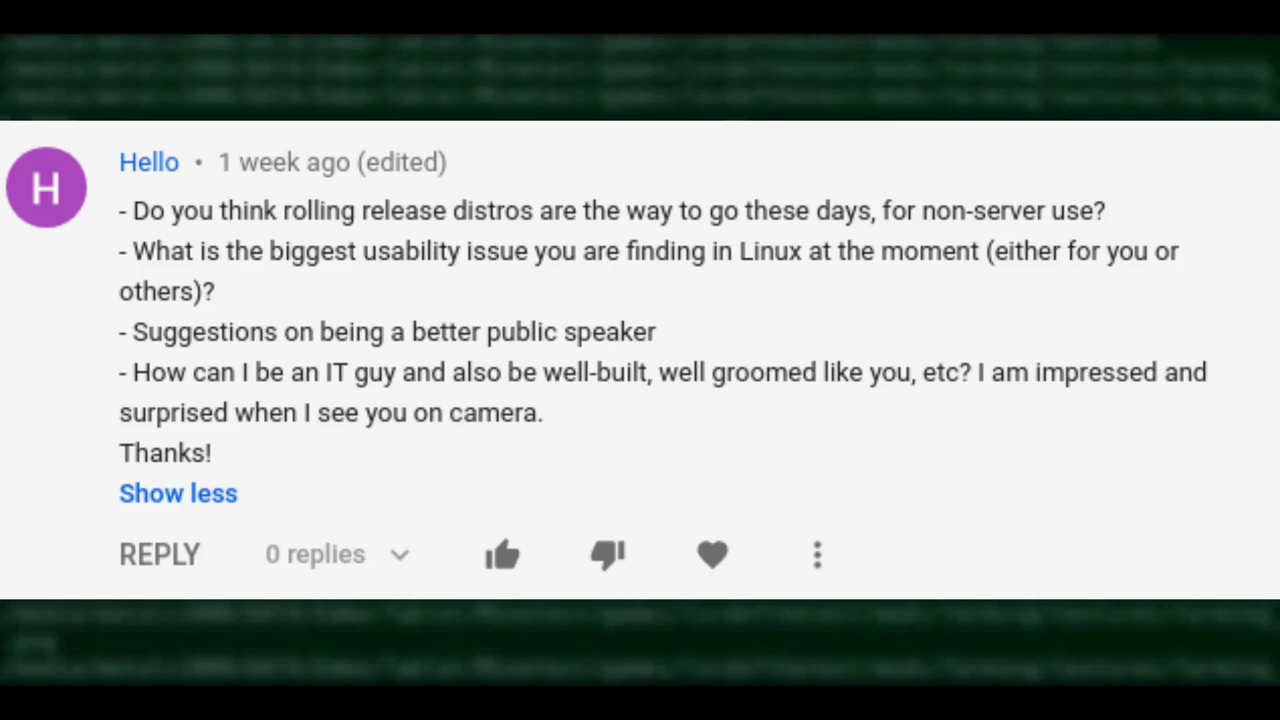 H
Hello • 1 week ago (edited)
- Do you think rolling release distros are the way to go these days, for non-server use?
- What is the biggest usability issue you are finding in Linux at the moment (either for you or
others)?
- Suggestions on being a better public speaker
- How can I be an IT guy and also be well-built, well groomed like you, etc? I am impressed and
surprised when I see you on camera.
Thanks!
Show less
REPLY 0 replies